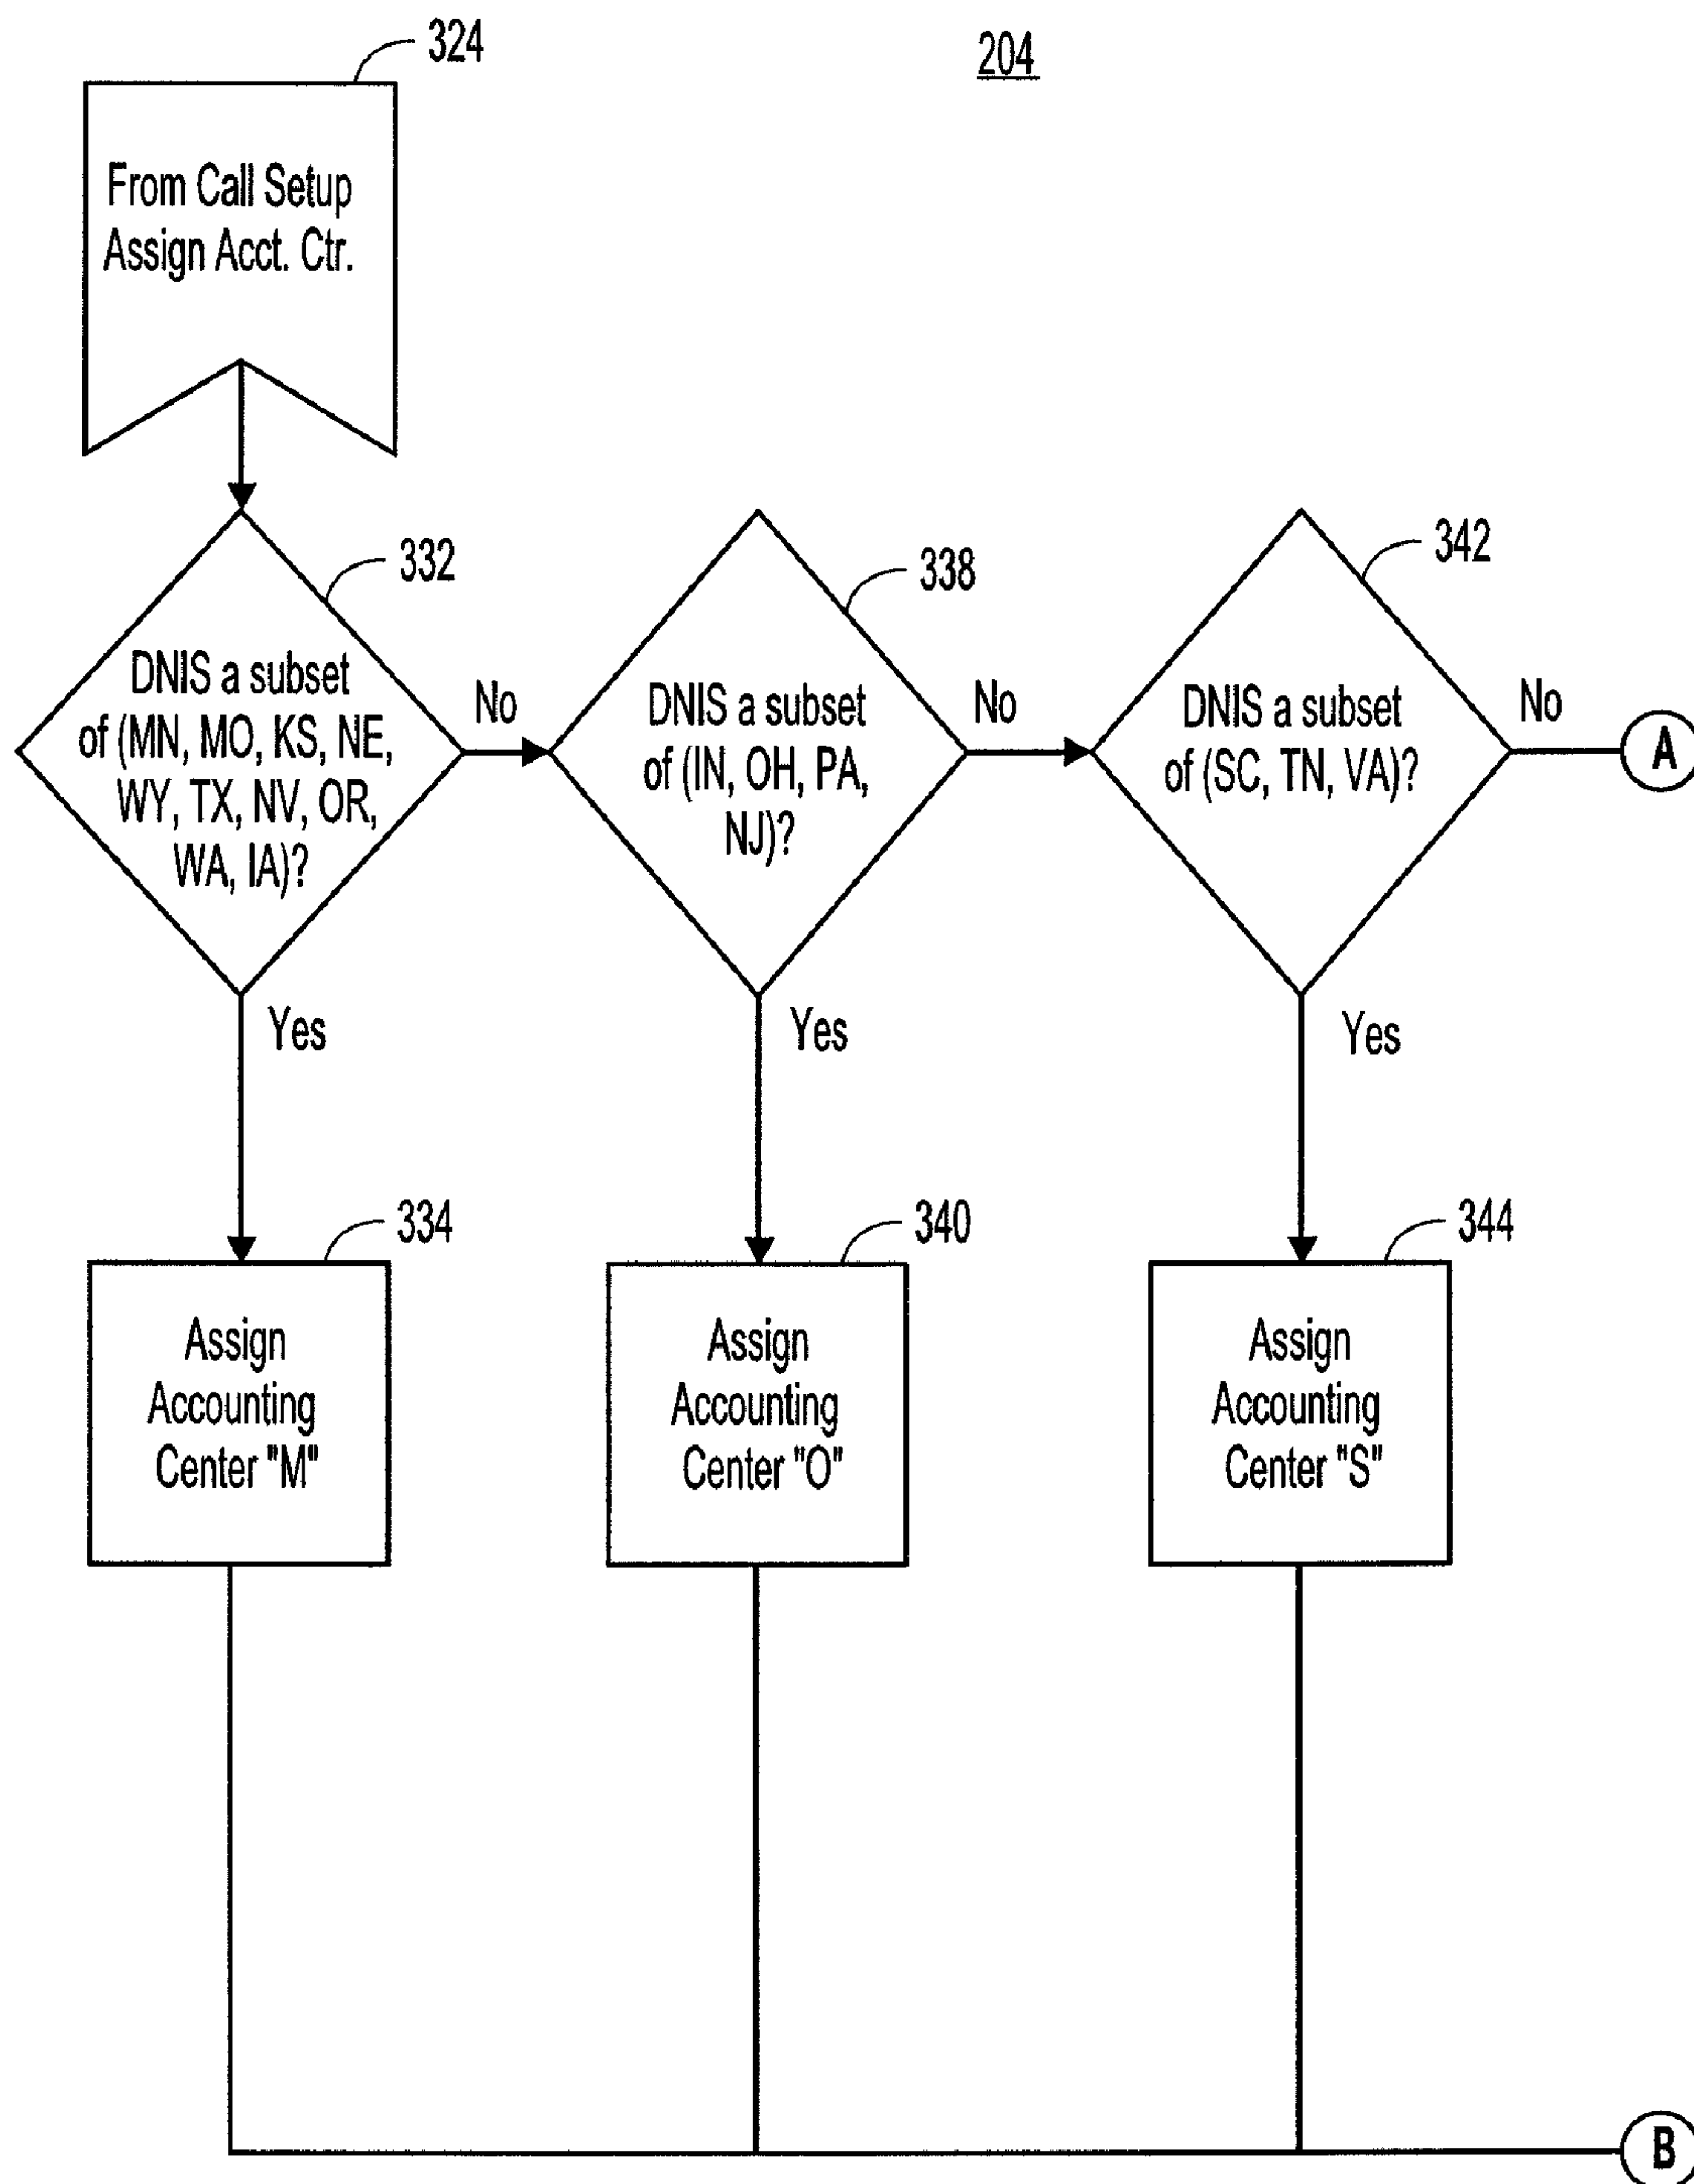 324
204
From Call Setup
Assign Acct. Ctr.
332
338
342
DNIS a subset
of (MN, MO, KS, NE,
WY, TX, NV, OR,
WA, IA)?
No
DNIS a subset
of (IN, OH, PA,
NJ)?
No
DNIS a subset
of (SC, TN, VA)?
No
A
Yes
Yes
Yes
334
340
344
Assign
Accounting
Center "M"
Assign
Accounting
Center "O"
Assign
Accounting
Center "S"
B